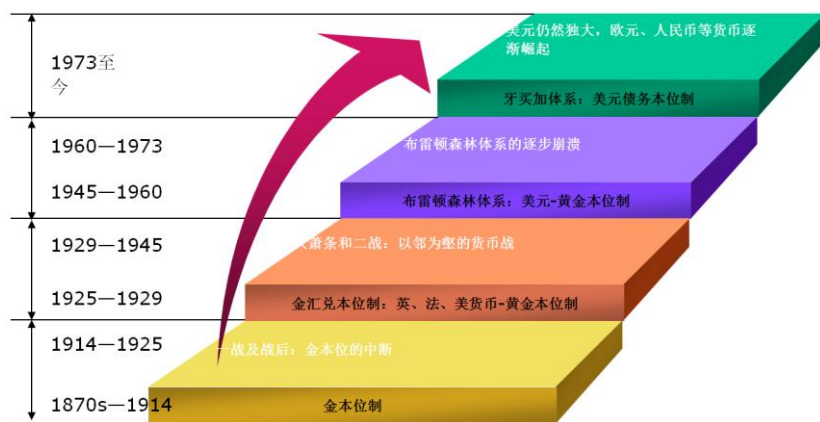 美元仍然独大，欧元、人民币等货币逐
渐崛起
1973至
今
牙买加体系：美元债务本位制
1960—1973
布雷顿森林体系的逐步崩溃
1945—1960
布雷顿森林体系：美元-黄金本位制
1929—1945
大萧条和二战：以邻为壑的货币战
1925—1929
金汇兑本位制：英、法、美货币-黄金本位制
1914—1925
一战及战后：金本位的中断
1870s—1914
金本位制